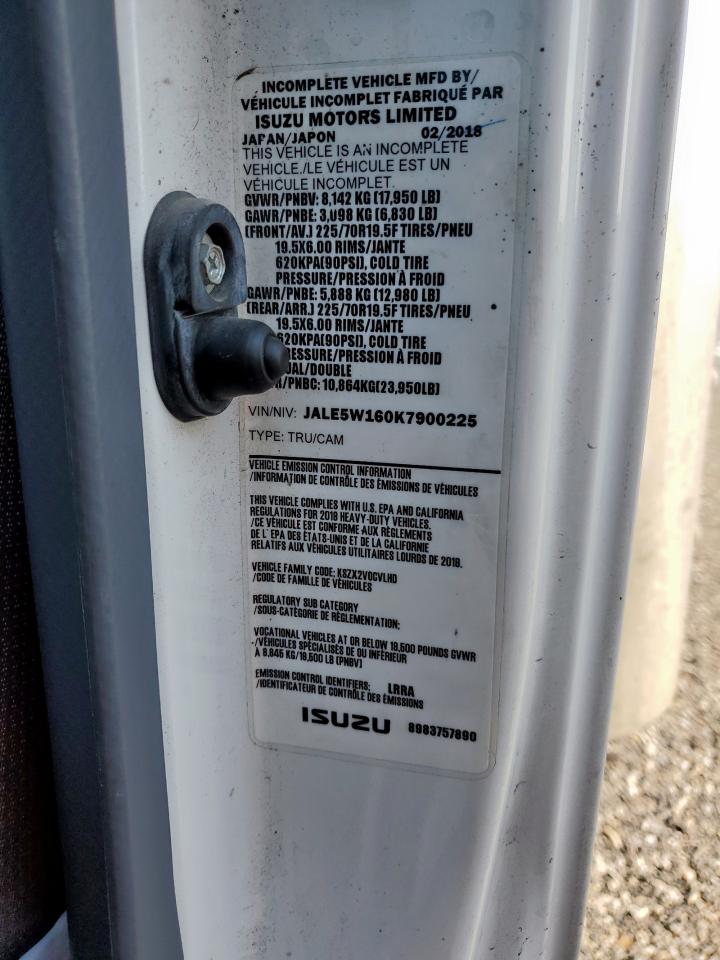 INCOMPLETE VEHICLE MFD BY/
VÉHICULE INCOMPLET FABRIQUÉ PAR
ISUZU MOTORS LIMITED
JAPAN/JAPON 02/2018
THIS VEHICLE IS AN INCOMPLETE
VEHICLE./LE VÉHICULE EST UN
VÉHICULE INCOMPLET.
GVWR/PNBV: 8,142 KG (17,950 LB)
GAWR/PNBE: 3,098 KG (6,830 LB)
(FRONT/AV.) 225/70R19.5F TIRES/PNEU
19.5X6.00 RIMS/JANTE
620KPA(90PSI), COLD TIRE
PRESSURE/PRESSION À FROID
GAWR/PNBE: 5,888 KG (12,980 LB)
(REAR/ARR.) 225/70R19.5F TIRES/PNEU
19.5X6.00 RIMS/JANTE
620KPA(90PSI), COLD TIRE
PRESSURE/PRESSION À FROID
/DOUBLE
/PNBC: 10,864KG(23,950LB)
VIN/NIV: JALE5W160K7900225
TYPE: TRU/CAM
VEHICLE EMISSION CONTROL INFORMATION
/INFORMATION DE CONTRÔLE DES ÉMISSIONS DE VÉHICULES
THIS VEHICLE COMPLIES WITH U.S. EPA AND CALIFORNIA
REGULATIONS FOR 2019 HEAVY-DUTY VEHICLES.
/CE VÉHICULE EST CONFORME AUX RÈGLEMENTS
DE L' EPA DES ÉTATS-UNIS ET DE LA CALIFORNIE
RELATIFS AUX VÉHICULES UTILITAIRES LOURDS DE 2019.
VEHICLE FAMILY CODE: KSZX2VOCVLHD
/CODE DE FAMILLE DE VÉHICULES
REGULATORY SUB CATEGORY
/SOUS-CATÉGORIE DE RÉGLEMENTATION:
VOCATIONAL VEHICLES AT OR BELOW 19,500 POUNDS GVWR
/VÉHICULES SPÉCIALISÉS DE OU INFÉRIEUR
À 8,845 KG/19,500 LB (PNBV)
EMISSION CONTROL IDENTIFIERS: LRRA
/IDENTIFICATEUR DE CONTRÔLE DES ÉMISSIONS
ISUZU 8983757890